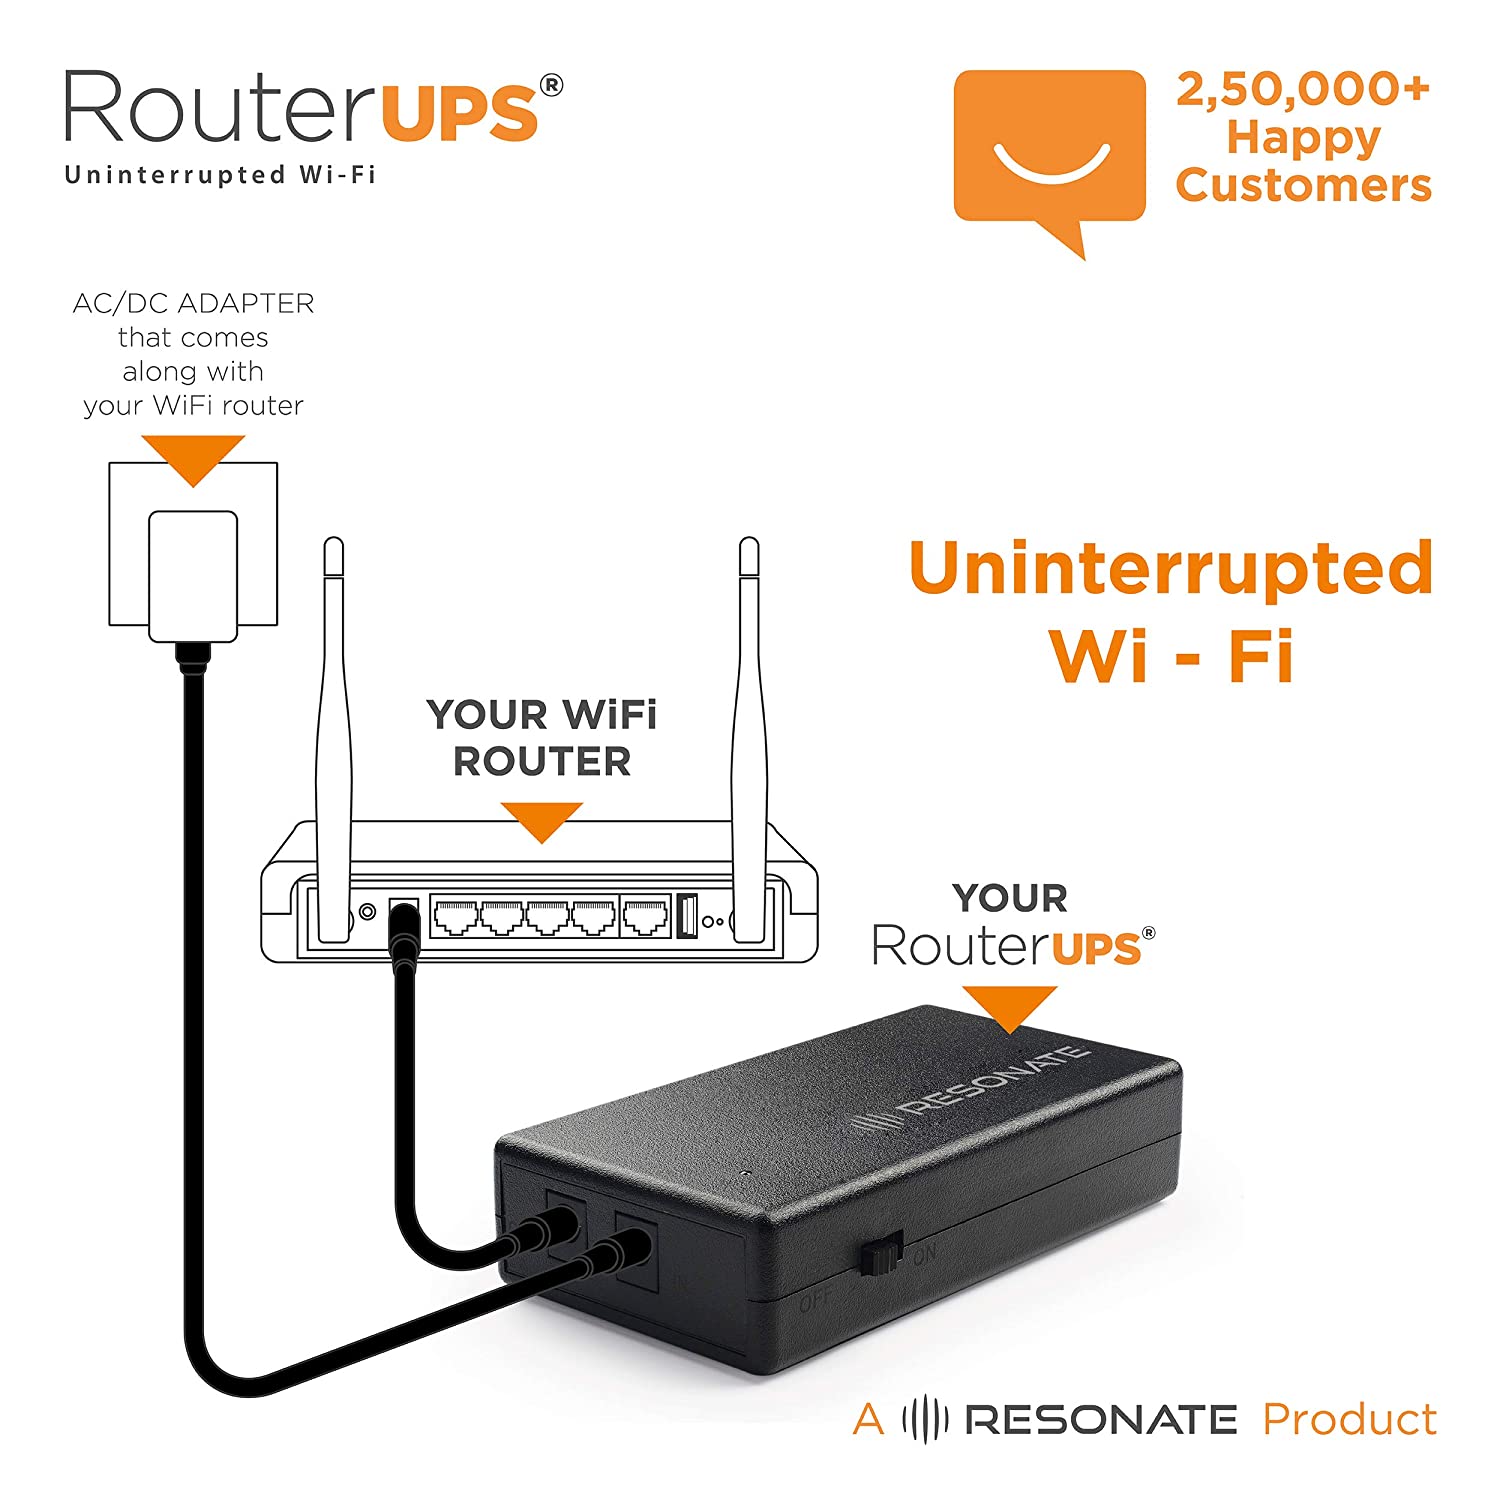 RouterUPS®
Uninterrupted Wi-Fi
2,50,000+
Happy
Customers
AC/DC ADAPTER
that comes
along with
your WiFi router
Uninterrupted
Wi - Fi
YOUR WiFi
ROUTER
YOUR
RouterUPS®
RESONATE
ON
OFF
A RESONATE Product